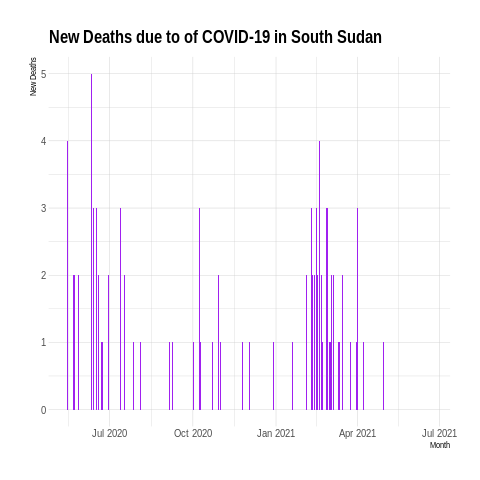 New Deaths due to of COVID-19 in South Sudan
New Deaths
5
4
3
2
1
0
Jul 2020 Oct 2020 Jan 2021 Apr 2021 Jul 2021
Month